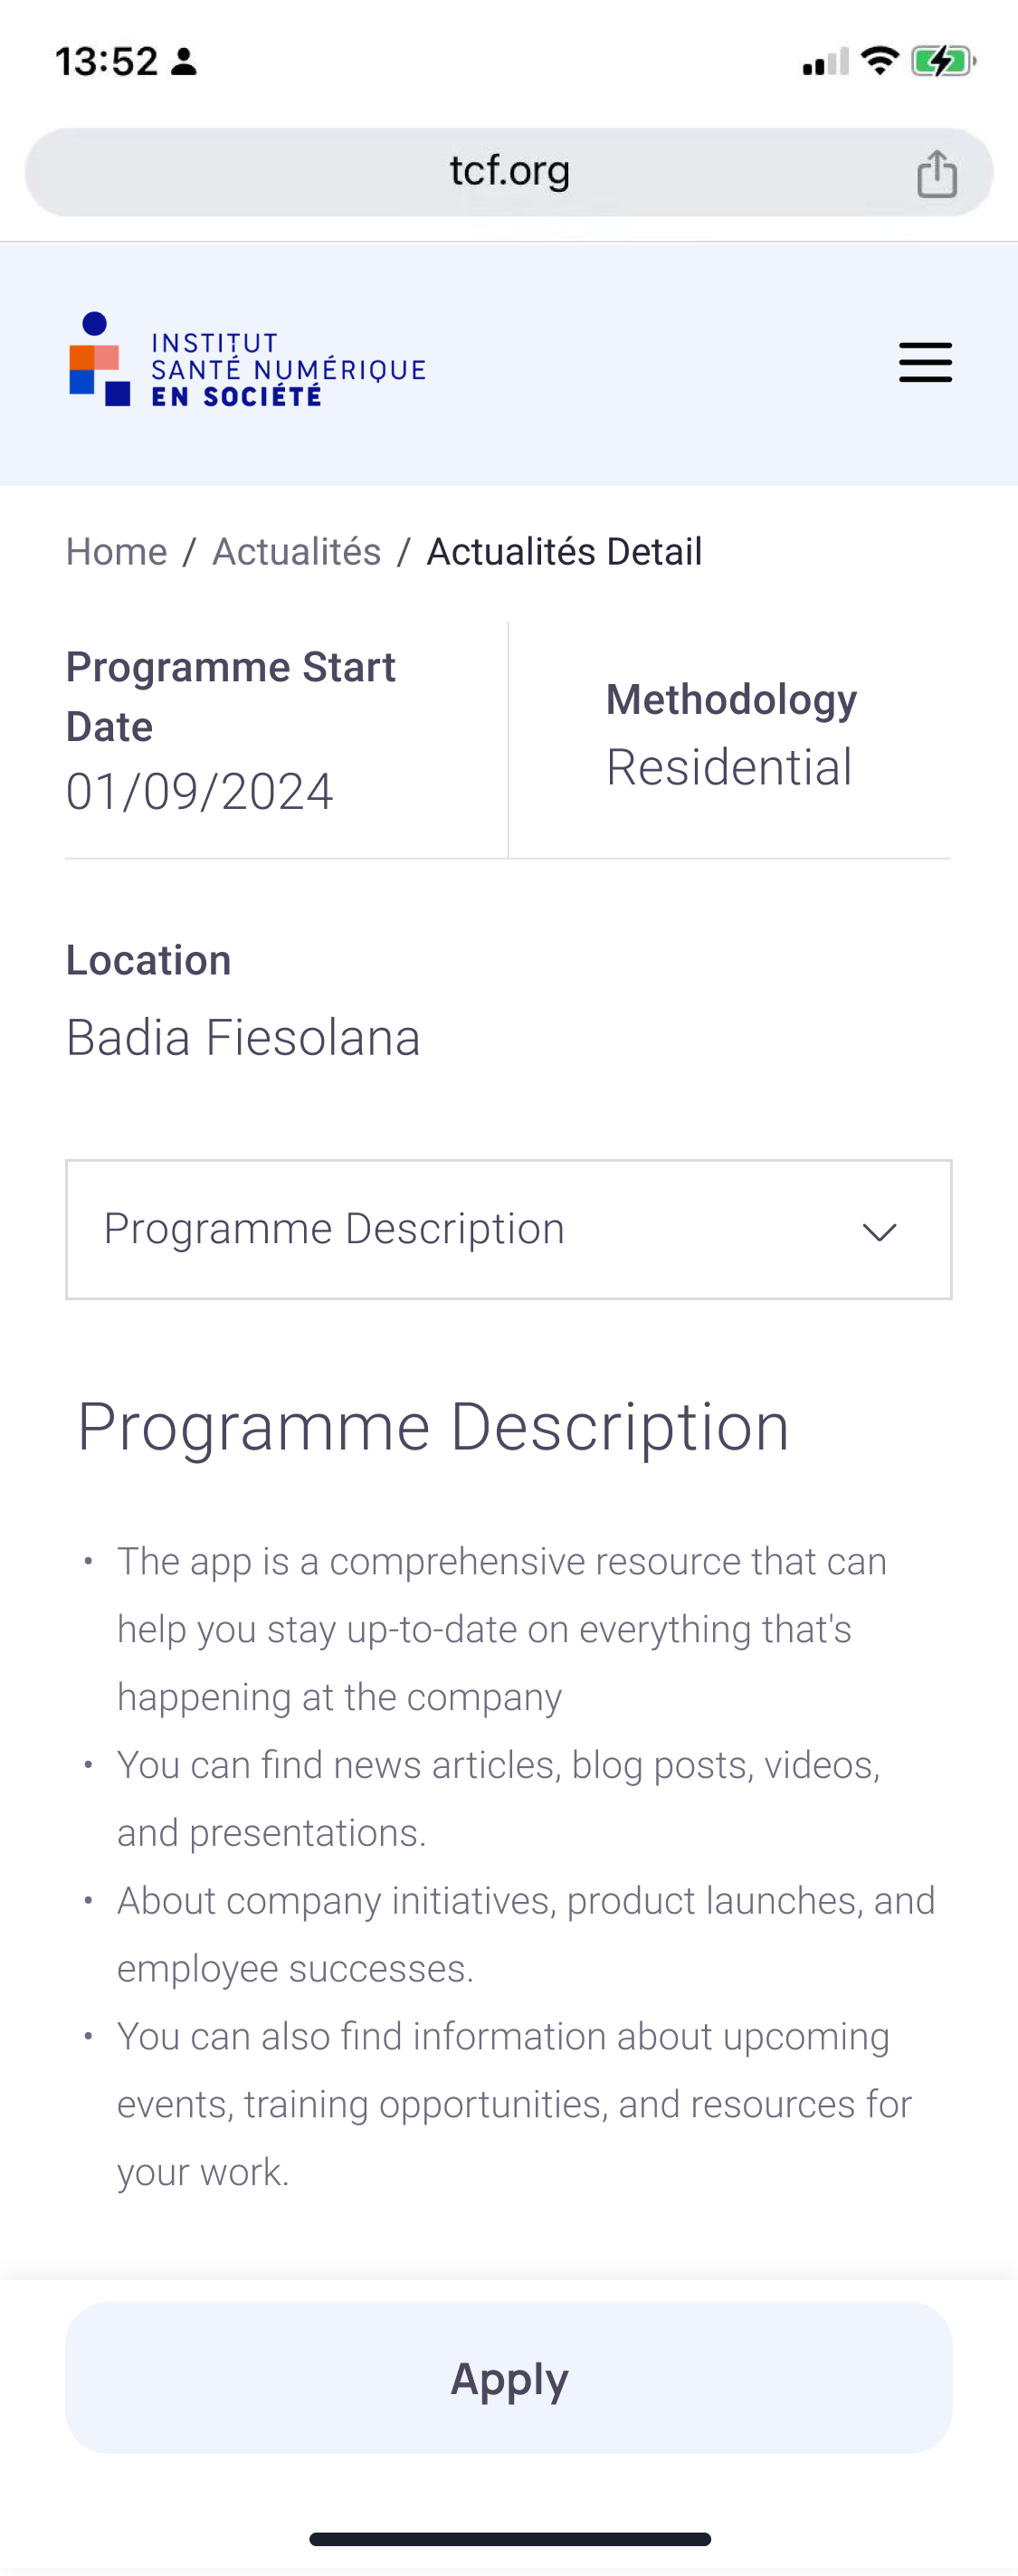 13:52
tcf.org
INSTITUT
SANTÉ NUMÉRIQUE
EN SOCIÉTÉ
Home / Actualités / Actualités Detail
Programme Start
Date
01/09/2024
Methodology
Residential
Location
Badia Fiesolana
Programme Description
Programme Description
• The app is a comprehensive resource that can
help you stay up-to-date on everything that's
happening at the company
• You can find news articles, blog posts, videos,
and presentations.
• About company initiatives, product launches, and
employee successes.
• You can also find information about upcoming
events, training opportunities, and resources for
your work.
Apply